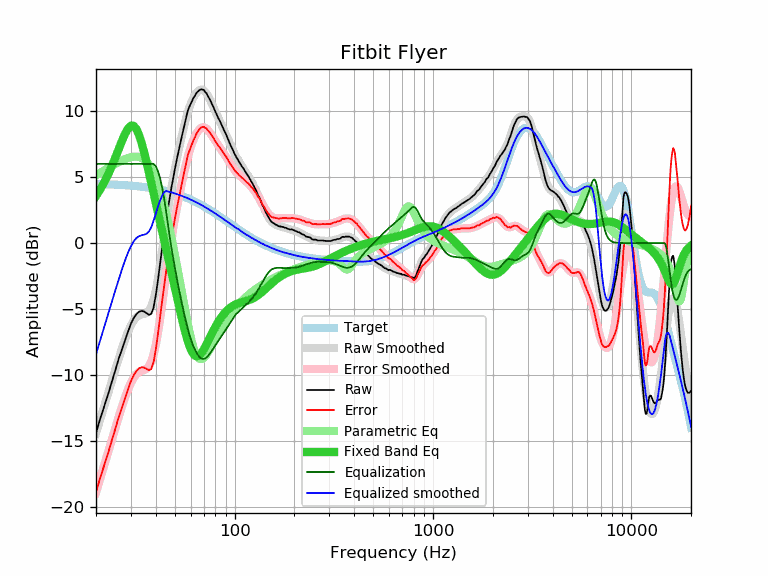 Fitbit Flyer
Amplitude (dBr)
10
5
0
−5
−10
−15
−20
Target
Raw Smoothed
Error Smoothed
Raw
Error
Parametric Eq
Fixed Band Eq
Equalization
Equalized smoothed
100
1000
10000
Frequency (Hz)